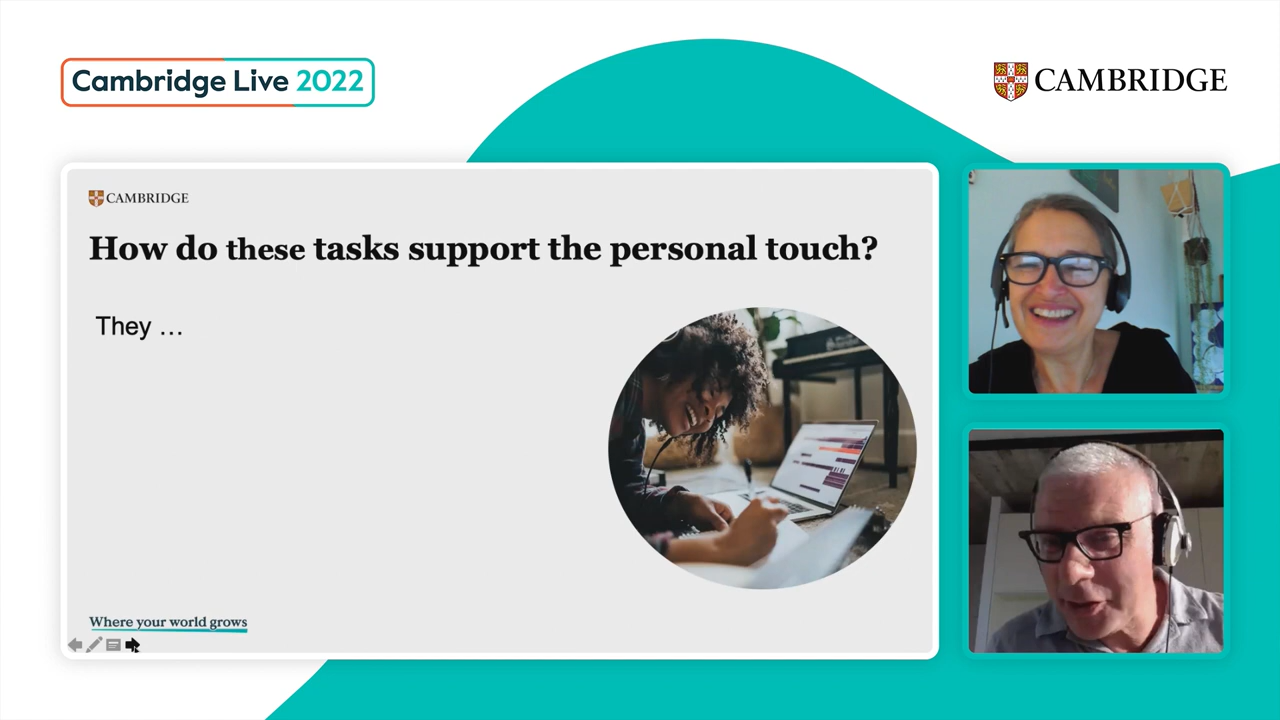 Cambridge Live 2022
CAMBRIDGE
CAMBRIDGE
How do these tasks support the personal touch?
They …
Where your world grows